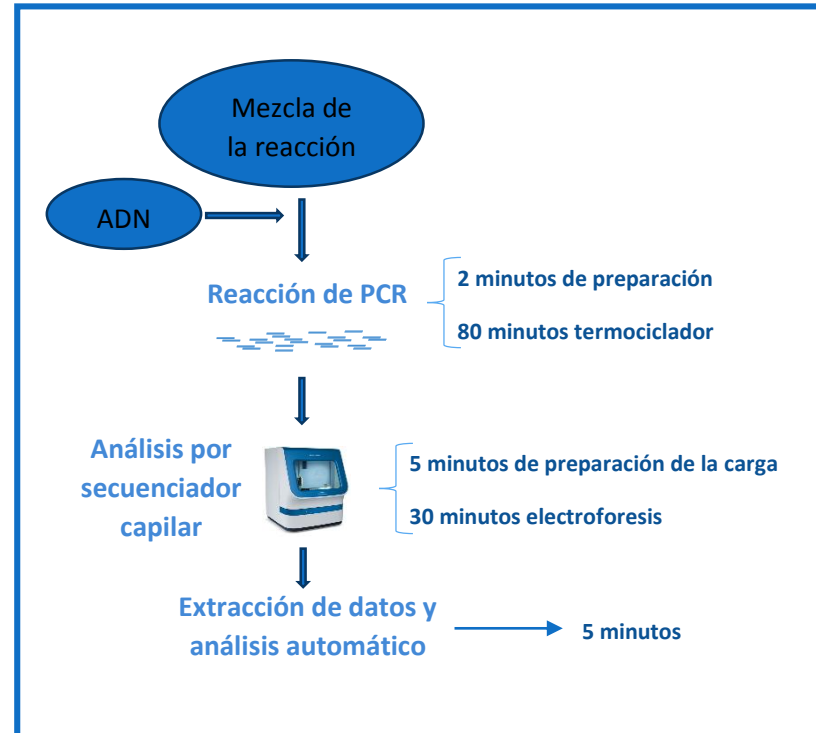 Mezcla de
la reacción
ADN
Reacción de PCR
2 minutos de preparación
80 minutos termociclador
Análisis por
secuenciador
capilar
5 minutos de preparación de la carga
30 minutos electroforesis
Extracción de datos y
análisis automático
5 minutos